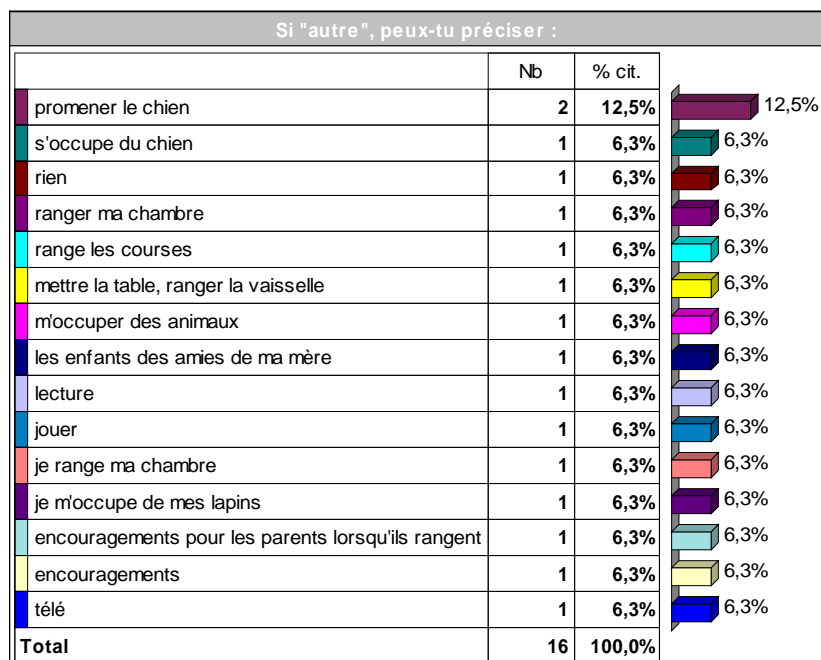 Si "autre", peux-tu préciser :
Nb % cit.
promener le chien 2 12,5% 12,5%
s'occupe du chien 1 6,3% 6,3%
rien 1 6,3% 6,3%
ranger ma chambre 1 6,3% 6,3%
range les courses 1 6,3% 6,3%
mettre la table, ranger la vaisselle 1 6,3% 6,3%
m'occuper des animaux 1 6,3% 6,3%
les enfants des amies de ma mère 1 6,3% 6,3%
lecture 1 6,3% 6,3%
jouer 1 6,3% 6,3%
je range ma chambre 1 6,3% 6,3%
je m'occupe de mes lapins 1 6,3% 6,3%
encouragements pour les parents lorsqu'ils rangent 1 6,3% 6,3%
encouragements 1 6,3% 6,3%
télé 1 6,3% 6,3%
Total 16 100,0%